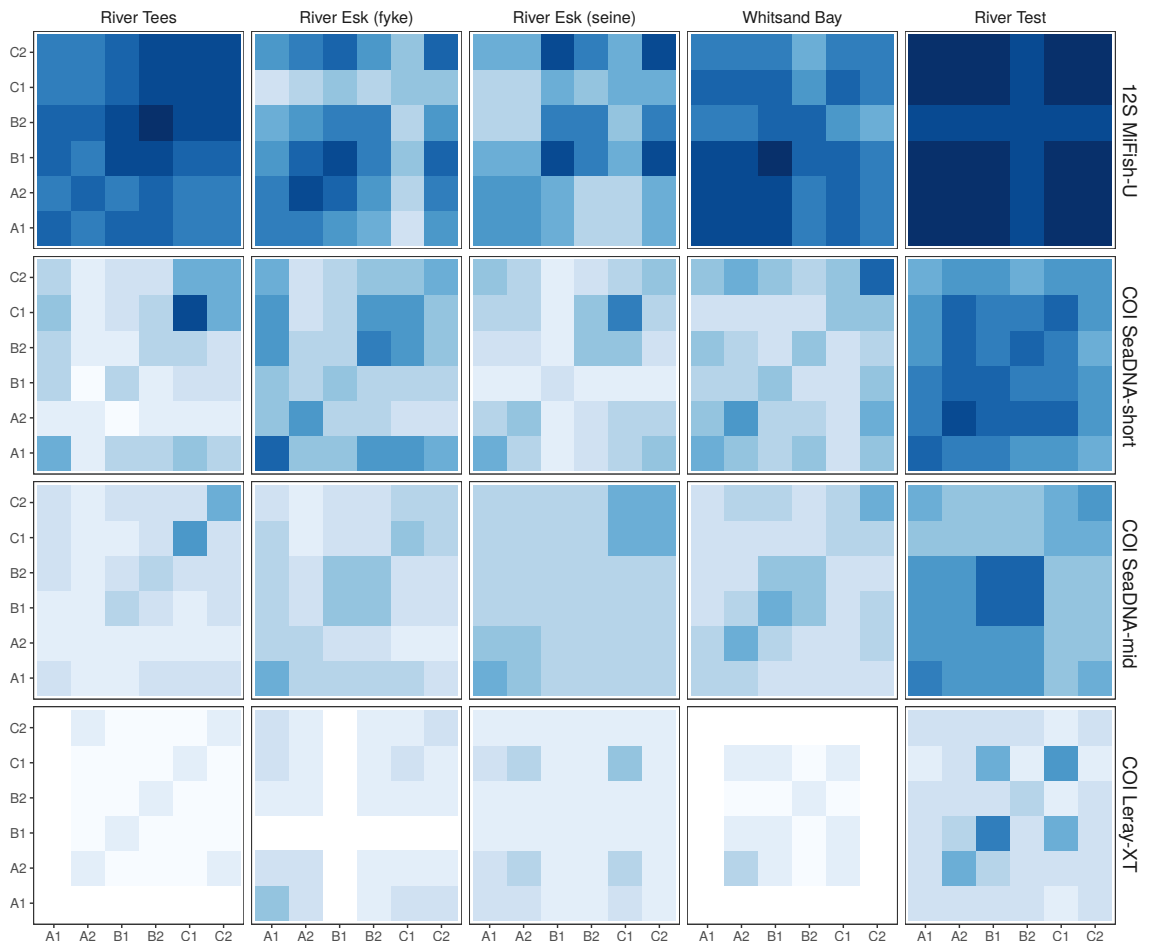 River Tees River Esk (fyke) River Esk (seine) Whitsand Bay River Test
C2
C1
B2
B1
A2
A1
12S MiFish-U
C2
C1
B2
B1
A2
A1
COI SeaDNA-short
C2
C1
B2
B1
A2
A1
COI SeaDNA-mid
C2
C1
B2
B1
A2
A1
COI Leray-XT
A1 A2 B1 B2 C1 C2 A1 A2 B1 B2 C1 C2 A1 A2 B1 B2 C1 C2 A1 A2 B1 B2 C1 C2 A1 A2 B1 B2 C1 C2